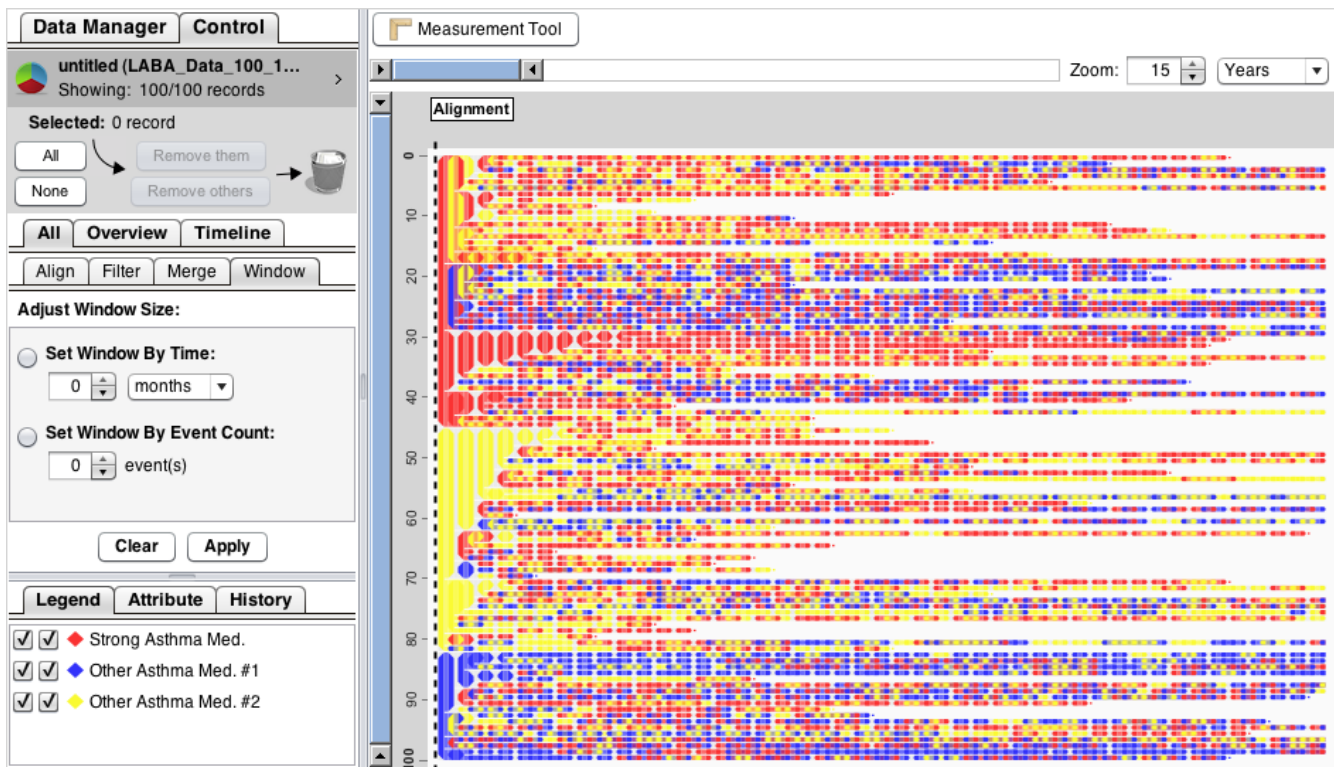 Data Manager
Control
untitled (LABA_Data_100_1...
Showing: 100/100 records
Selected: 0 record
All
Remove them
None
Remove others
All
Overview
Timeline
Align
Filter
Merge
Window
Adjust Window Size:
Set Window By Time:
0
months
Set Window By Event Count:
0
event(s)
Clear
Apply
Legend
Attribute
History
Strong Asthma Med.
Other Asthma Med. #1
Other Asthma Med. #2
Measurement Tool
Zoom:
15
Years
Alignment
0
10
20
30
40
50
60
70
80
90
100